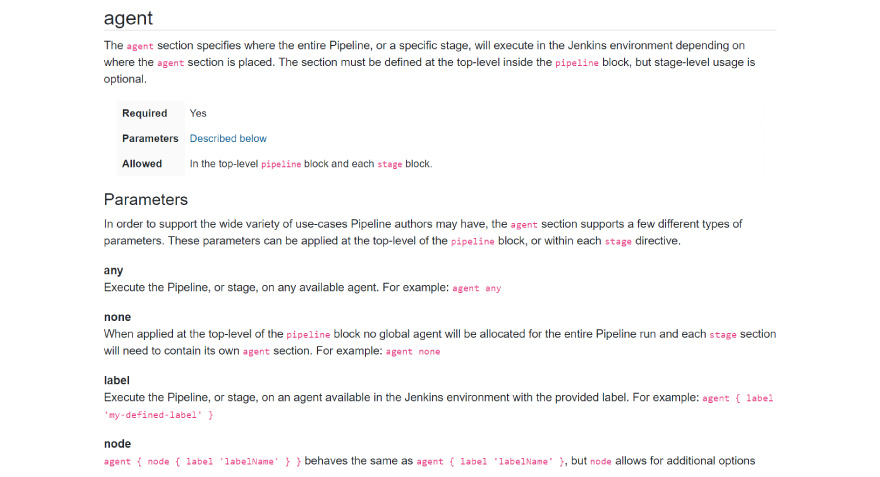 agent
The agent section specifies where the entire Pipeline, or a specific stage, will execute in the Jenkins environment depending on
where the agent section is placed. The section must be defined at the top-level inside the pipeline block, but stage-level usage is
optional.
Required Yes
Parameters Described below
Allowed In the top-level pipeline block and each stage block.
Parameters
In order to support the wide variety of use-cases Pipeline authors may have, the agent section supports a few different types of
parameters. These parameters can be applied at the top-level of the pipeline block, or within each stage directive.
any
Execute the Pipeline, or stage, on any available agent. For example: agent any
none
When applied at the top-level of the pipeline block no global agent will be allocated for the entire Pipeline run and each stage section
will need to contain its own agent section. For example: agent none
label
Execute the Pipeline, or stage, on an agent available in the Jenkins environment with the provided label. For example: agent { label
'my-defined-label' }
node
agent { node { label 'labelName' } } behaves the same as agent { label 'labelName' }, but node allows for additional options